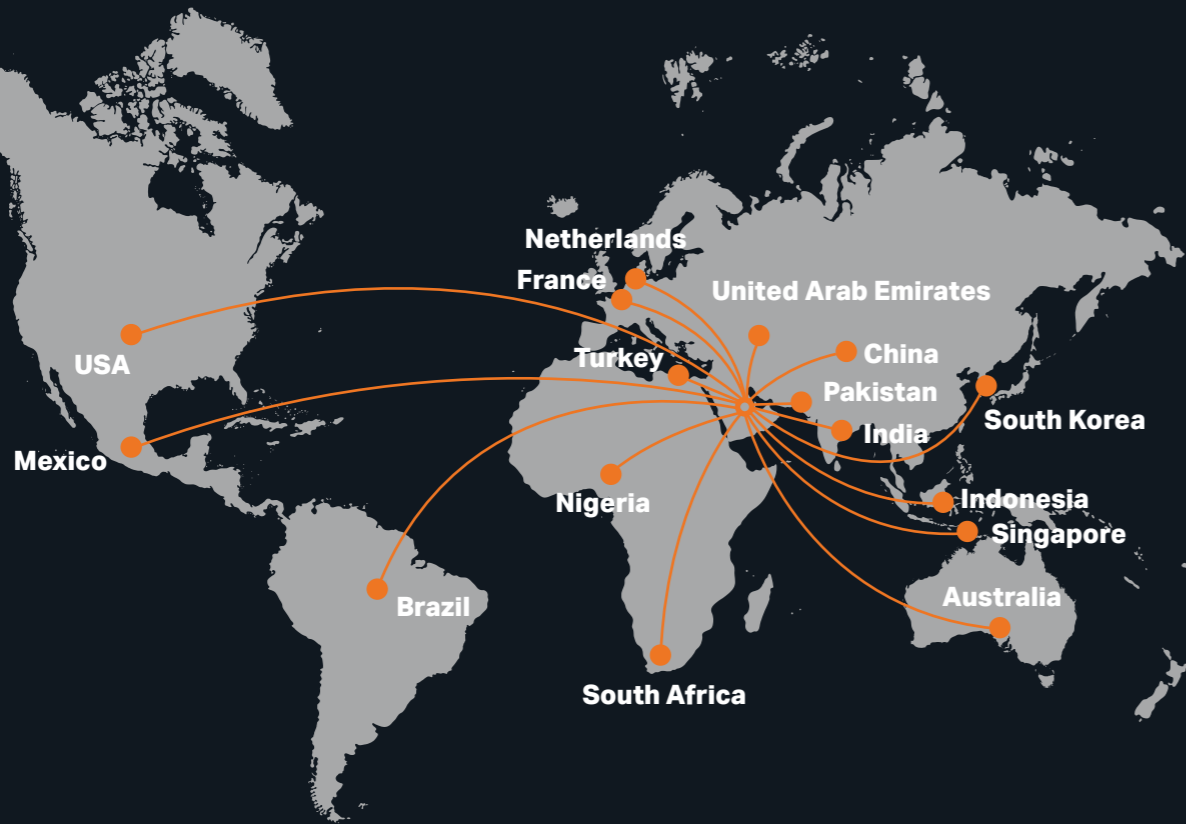 Netherlands
France
United Arab Emirates
Turkey
China
USA
Pakistan
South Korea
India
Mexico
Nigeria
Indonesia
Singapore
Australia
Brazil
South Africa